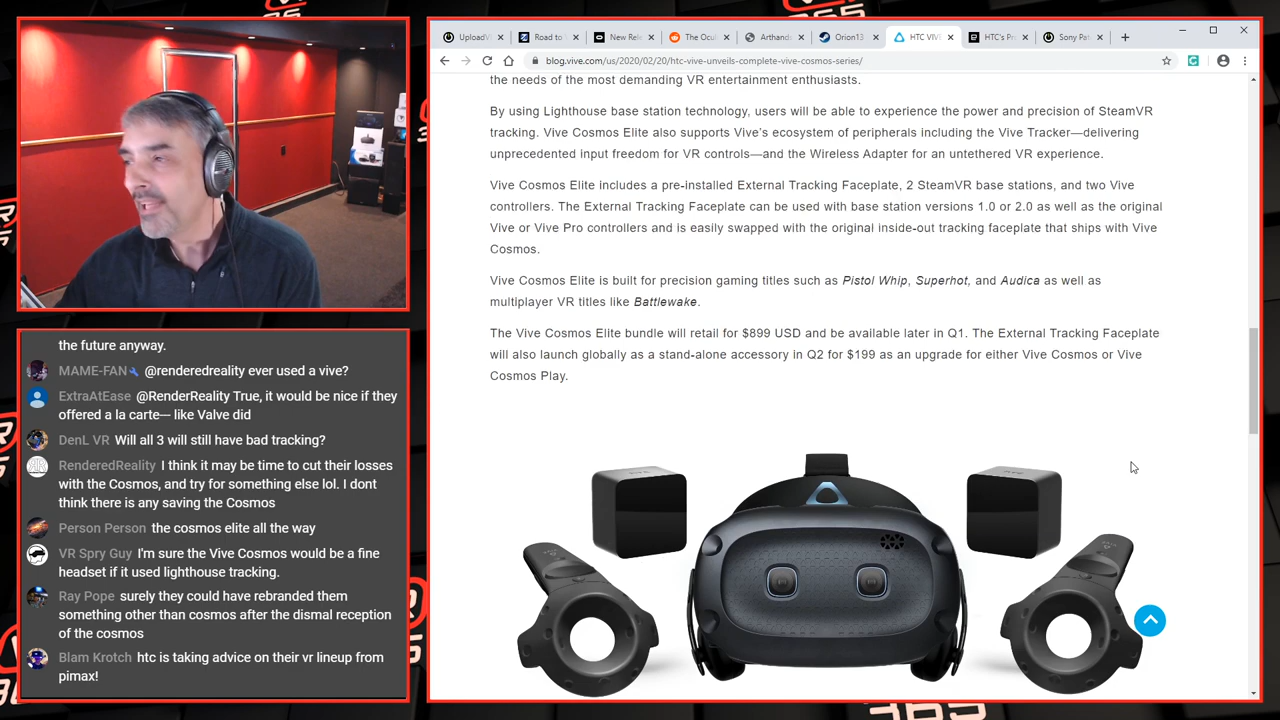 UploadV
Road to
New Rele
The Ocul
Arthands
Orion13
HTC VIVE
HTC's Pr
Sony Pat
blog.vive.com/us/2020/02/20/htc-vive-unveils-complete-vive-cosmos-series/
the needs of the most demanding VR entertainment enthusiasts.
By using Lighthouse base station technology, users will be able to experience the power and precision of SteamVR
tracking. Vive Cosmos Elite also supports Vive's ecosystem of peripherals including the Vive Tracker—delivering
unprecedented input freedom for VR controls—and the Wireless Adapter for an untethered VR experience.
Vive Cosmos Elite includes a pre-installed External Tracking Faceplate, 2 SteamVR base stations, and two Vive
controllers. The External Tracking Faceplate can be used with base station versions 1.0 or 2.0 as well as the original
Vive or Vive Pro controllers and is easily swapped with the original inside-out tracking faceplate that ships with Vive
Cosmos.
Vive Cosmos Elite is built for precision gaming titles such as Pistol Whip, Superhot, and Audica as well as
multiplayer VR titles like Battlewake.
The Vive Cosmos Elite bundle will retail for $899 USD and be available later in Q1. The External Tracking Faceplate
will also launch globally as a stand-alone accessory in Q2 for $199 as an upgrade for either Vive Cosmos or Vive
Cosmos Play.
the future anyway.
MAME-FAN @renderedreality ever used a vive?
ExtraAtEase @RenderReality True, it would be nice if they
offered a la carte— like Valve did
DenL VR Will all 3 will still have bad tracking?
RenderedReality I think it may be time to cut their losses
with the Cosmos, and try for something else lol. I dont
think there is any saving the Cosmos
Person Person the cosmos elite all the way
VR Spry Guy I'm sure the Vive Cosmos would be a fine
headset if it used lighthouse tracking.
Ray Pope surely they could have rebranded them
something other than cosmos after the dismal reception
of the cosmos
Blam Krotch htc is taking advice on their vr lineup from
pimax!